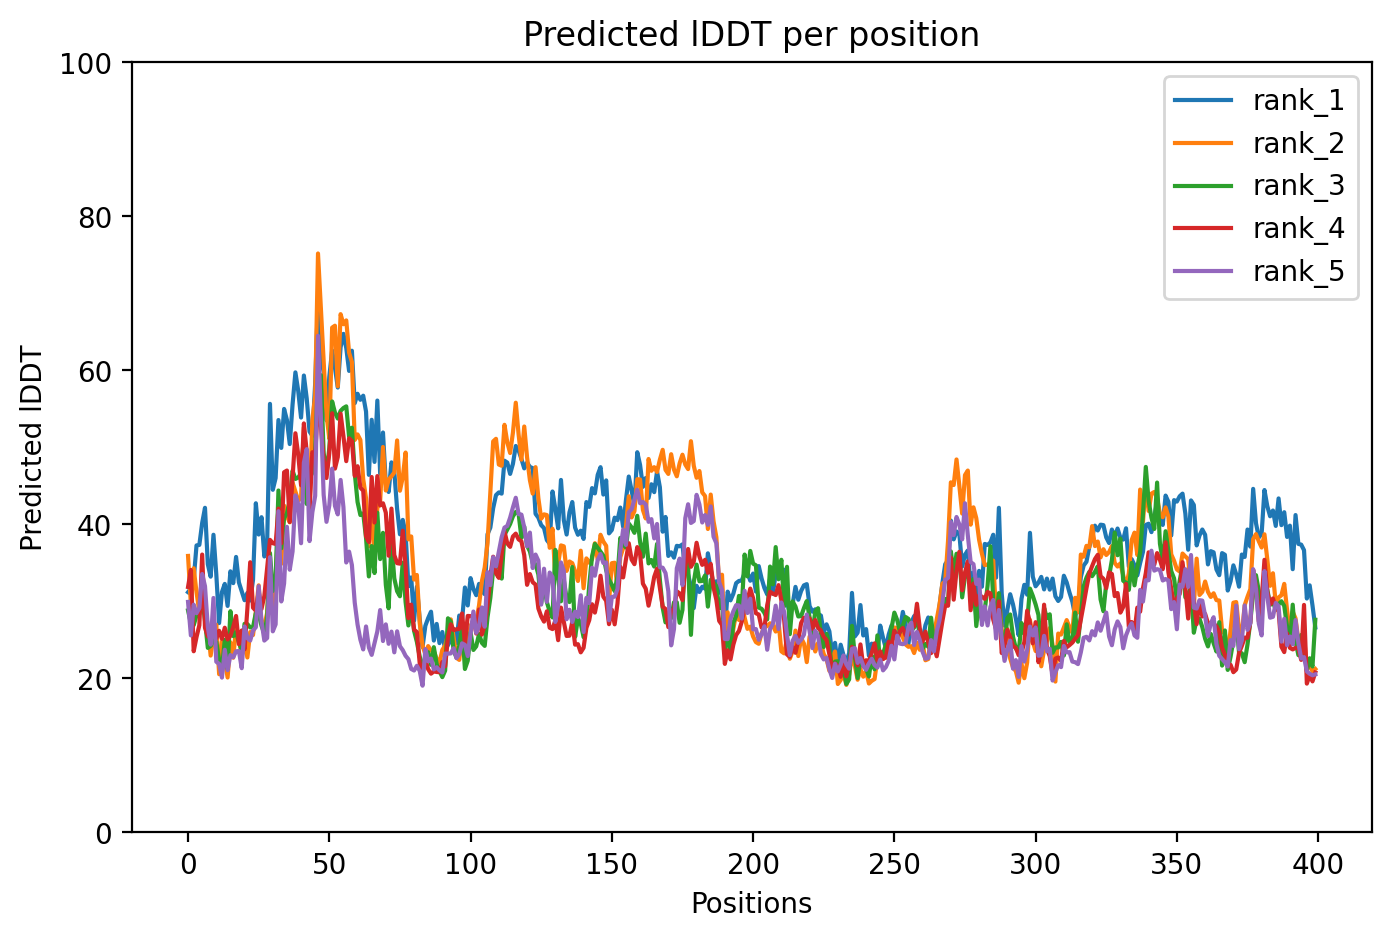 Predicted lDDT per position
100
80
60
40
20
0
Predicted lDDT
rank_1
rank_2
rank_3
rank_4
rank_5
0 50 100 150 200 250 300 350 400
Positions